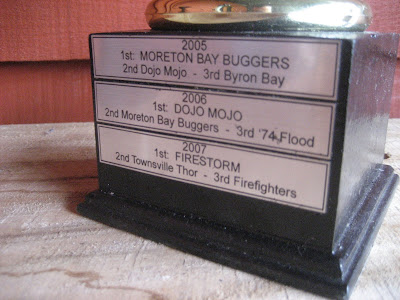 2005
1st: MORETON BAY BUGGERS
2nd Dojo Mojo - 3rd Byron Bay
2006
1st: DOJO MOJO
2nd Moreton Bay Buggers - 3rd '74 Flood
2007
1st: FIRESTORM
2nd Townsville Thor - 3rd Firefighters